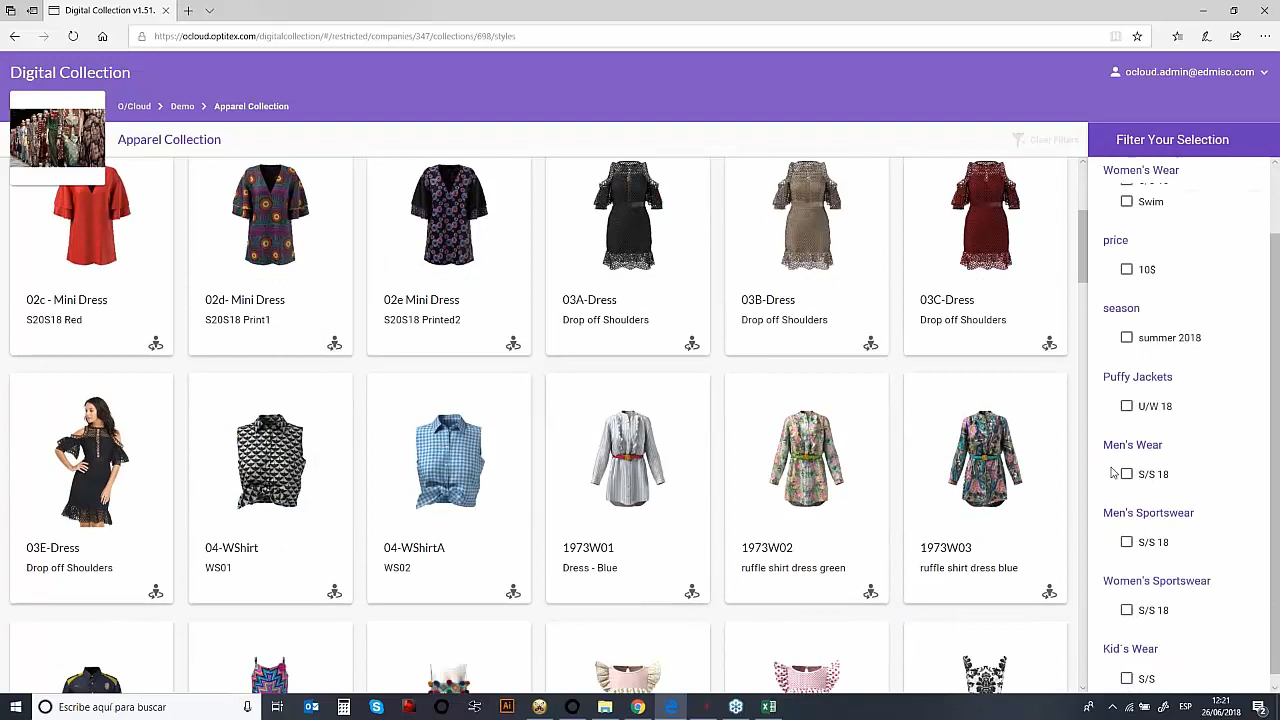 Digital Collection v1.51.
https://ocloud.optitex.com/digitalcollection/#/restricted/companies/347/collections/698/styles
Digital Collection
ocloud.admin@edmiso.com
O/Cloud Demo Apparel Collection
Apparel Collection
Clear Filters
Filter Your Selection
Women's Wear
Swim
price
10$
season
summer 2018
Puffy Jackets
U/W 18
Men's Wear
S/S 18
Men's Sportswear
S/S 18
Women's Sportswear
S/S 18
Kid`s Wear
S/S
02c - Mini Dress
S20S18 Red
02d- Mini Dress
S20S18 Print1
02e Mini Dress
S20S18 Printed2
03A-Dress
Drop off Shoulders
03B-Dress
Drop off Shoulders
03C-Dress
Drop off Shoulders
03E-Dress
Drop off Shoulders
04-WShirt
WS01
04-WShirtA
WS02
1973W01
Dress - Blue
1973W02
ruffle shirt dress green
1973W03
ruffle shirt dress blue
Escribe aquí para buscar
ESP
12:21
26/06/2018